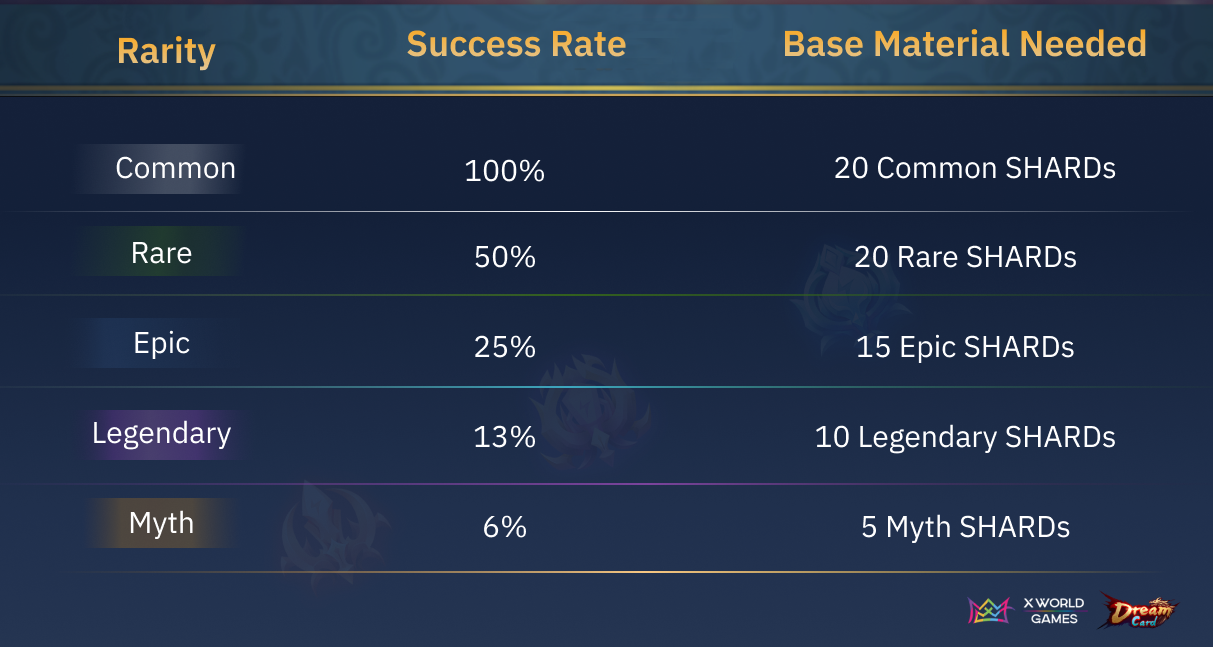 Rarity Success Rate Base Material Needed
Common 100% 20 Common SHARDs
Rare 50% 20 Rare SHARDs
Epic 25% 15 Epic SHARDs
Legendary 13% 10 Legendary SHARDs
Myth 6% 5 Myth SHARDs
X WORLD
GAMES
Dream
Card